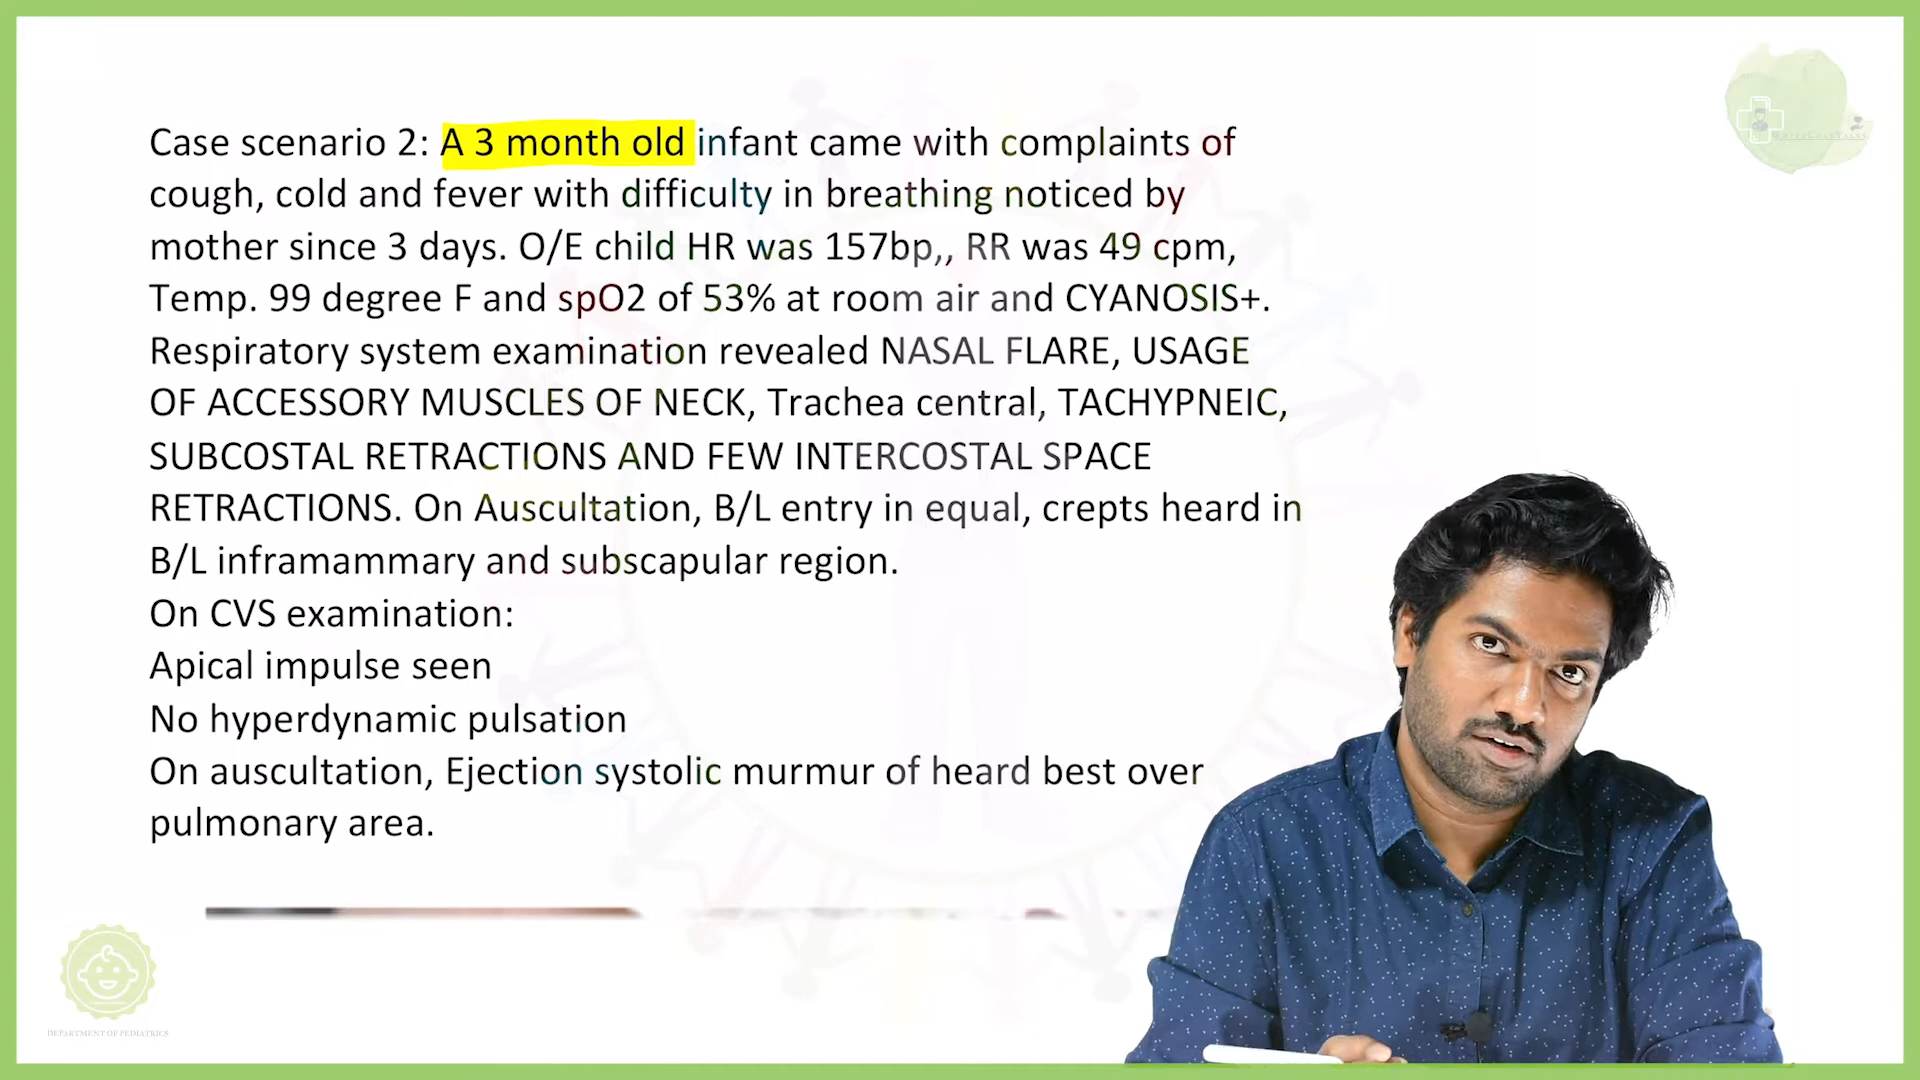 Case scenario 2: A 3 month old infant came with complaints of
cough, cold and fever with difficulty in breathing noticed by
mother since 3 days. O/E child HR was 157bp,, RR was 49 cpm,
Temp. 99 degree F and spO2 of 53% at room air and CYANOSIS+.
Respiratory system examination revealed NASAL FLARE, USAGE
OF ACCESSORY MUSCLES OF NECK, Trachea central, TACHYPNEIC,
SUBCOSTAL RETRACTIONS AND FEW INTERCOSTAL SPACE
RETRACTIONS. On Auscultation, B/L entry in equal, crepts heard in
B/L inframammary and subscapular region.
On CVS examination:
Apical impulse seen
No hyperdynamic pulsation
On auscultation, Ejection systolic murmur of heard best over
pulmonary area.
DEPARTMENT OF PEDIATRICS